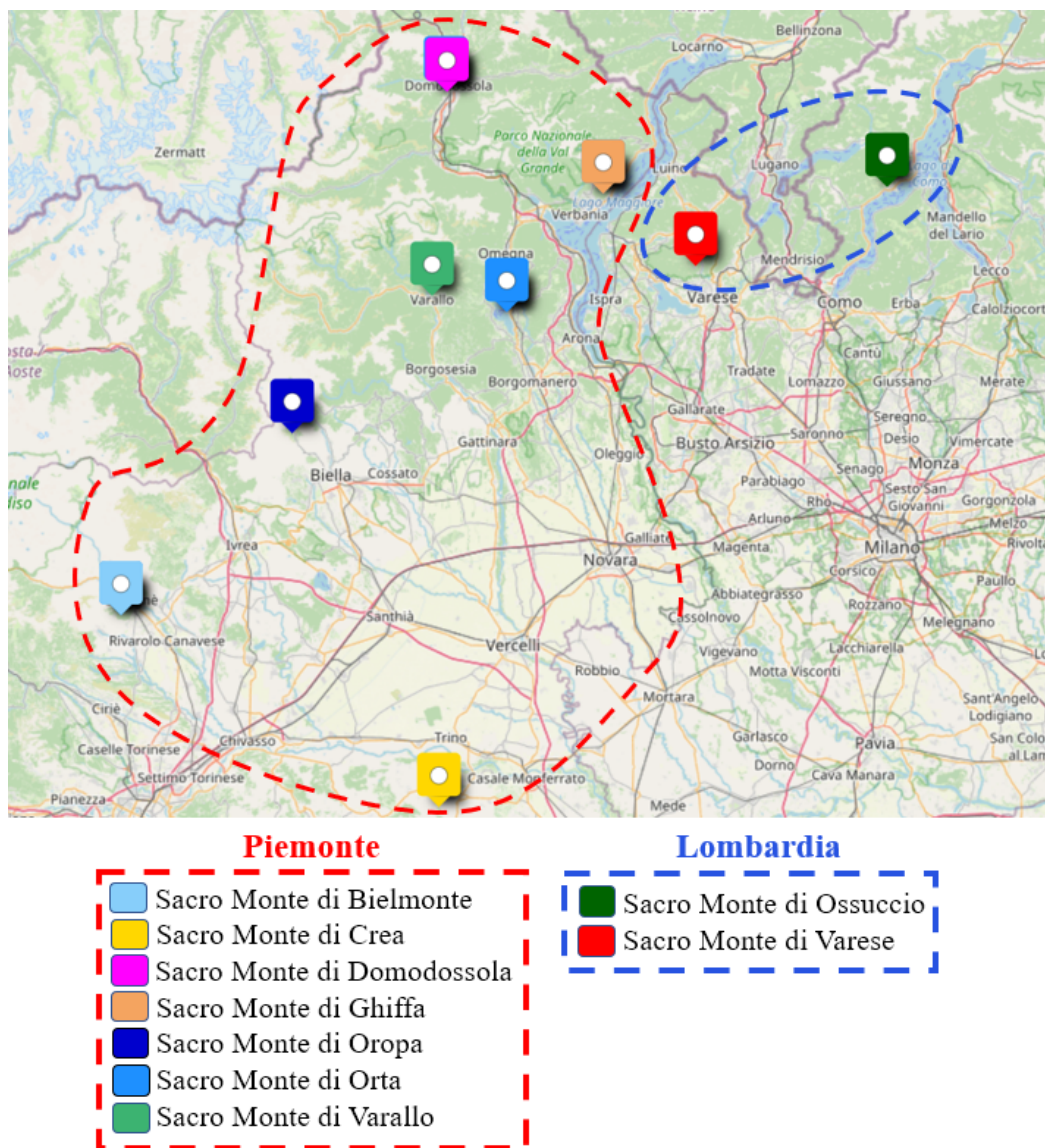 Bellinzona
Locarno
Domodossola
Zermatt
Parco Nazionale
della Val
Grande
Luino
Lugano
Lago Maggiore
Verbania
Mandello
del Lario
Omegna
Mendrisio
Lecco
Varallo
Ispra
Varese
Como
Erba
Calolziocort
Arona
Cantù
Aoste
Borgosesia
Borgomanero
Tradate
Lomazzo
Giussano
Merate
Gallarate
Seregno
Gattinara
Busto Arsizio
Saronno
Desio
Vimercate
Oleggio
Biella
Cossato
Senago
Monza
Parabiago
Rho
Sesto San
Giovanni
Gorgonzola
Arluno
Melzo
Ivrea
Galliate
Magenta
Milano
Rivolta
Novara
Corsico
Paullo
Abbiategrasso
Rozzano
Santhià
Cassolnovo
Melegnano
Rivarolo Canavese
Vercelli
Vigevano
Lacchiarella
Robbio
Motta Visconti
Mortara
Sant'Angelo
Lodigiano
Ciriè
Caselle Torinese
Chivasso
Trino
Garlasco
Pavia
San Colo
al Lam
Settimo Torinese
Casale Monferrato
Dorno
Cava Manara
Pianezza
Mede
Piemonte
Sacro Monte di Bielmonte
Sacro Monte di Crea
Sacro Monte di Domodossola
Sacro Monte di Ghiffa
Sacro Monte di Oropa
Sacro Monte di Orta
Sacro Monte di Varallo
Lombardia
Sacro Monte di Ossuccio
Sacro Monte di Varese